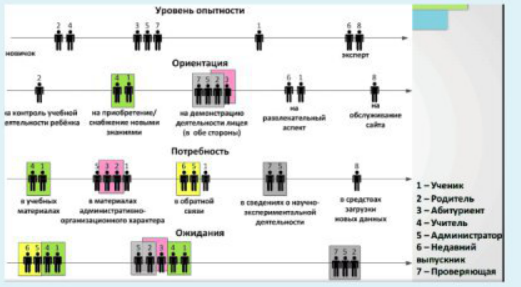 Уровень опытности
2 4 3 5 7 1 6 8
новичок эксперт
Ориентация
2 4 1 7 5 2 3 6 1 8
на контроль учебной
деятельности ребёнка
на приобретение/
снабжение новыми
знаниями
на демонстрацию
деятельности лицея
(в обе стороны)
на
развлекательный
аспект
на
обслуживание
сайта
Потребность
4 1 5 3 2 1 6 5 1 7 5 8
в учебных
материалах
в материалах
административно-
организационного характера
в обратной
связи
в сведениях о научно-
экспериментальной
деятельности
в средствах
загрузки
новых данных
Ожидания
6 5 4 1 5 2 3 4 1 7 5 2
1 – Ученик
2 – Родитель
3 – Абитуриент
4 – Учитель
5 – Администратор
6 – Недавний
выпускник
7 – Проверяющая